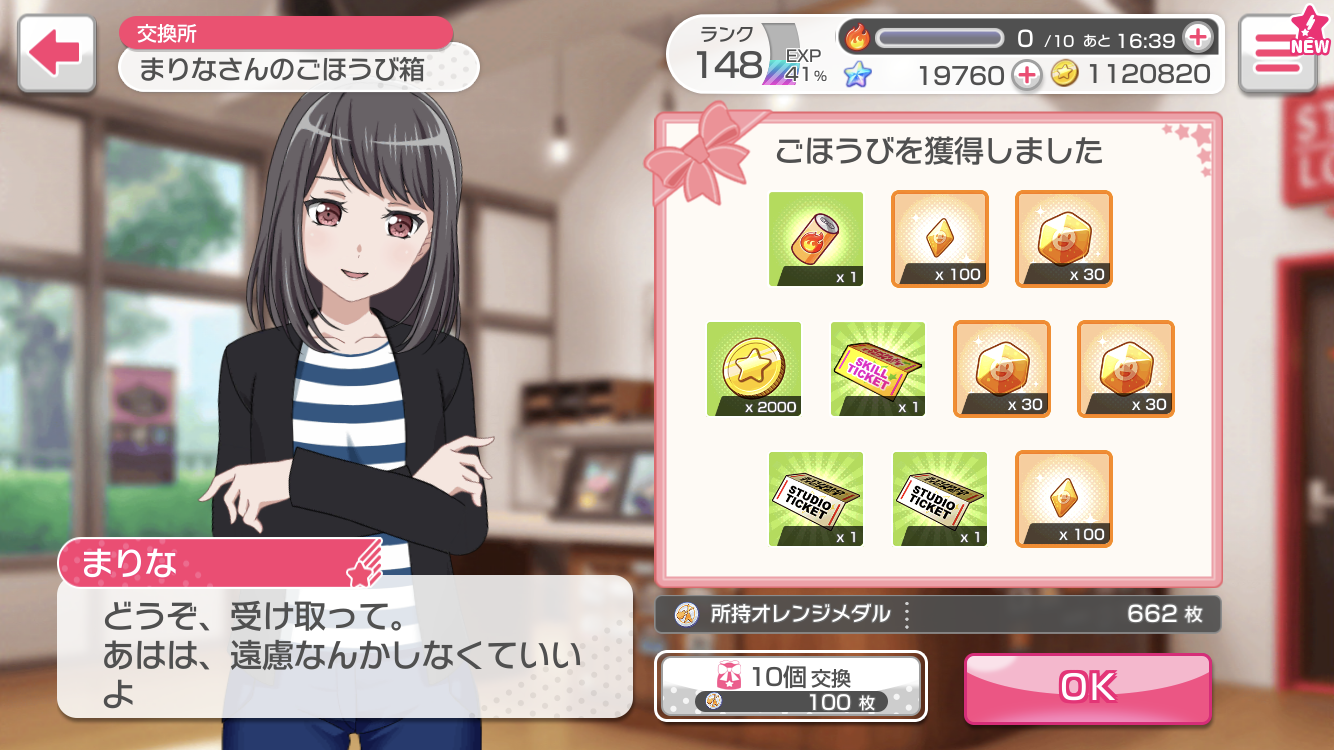 交換所
まりなさんのごほうび箱
ランク
148
EXP
41%
0 /10 あと 16:39
19760
1120820
NEW
ごほうびを獲得しました
x 1
x 100
x 30
SKILL
TICKET
STUDIO
TICKET
STUDIO
TICKET
x 2000
x 1
x 30
x 30
x 1
x 1
x 100
まりな
どうぞ、受け取って。
あはは、遠慮なんかしなくていい
よ
所持オレンジメダル
662 枚
10個 交換
100 枚
OK